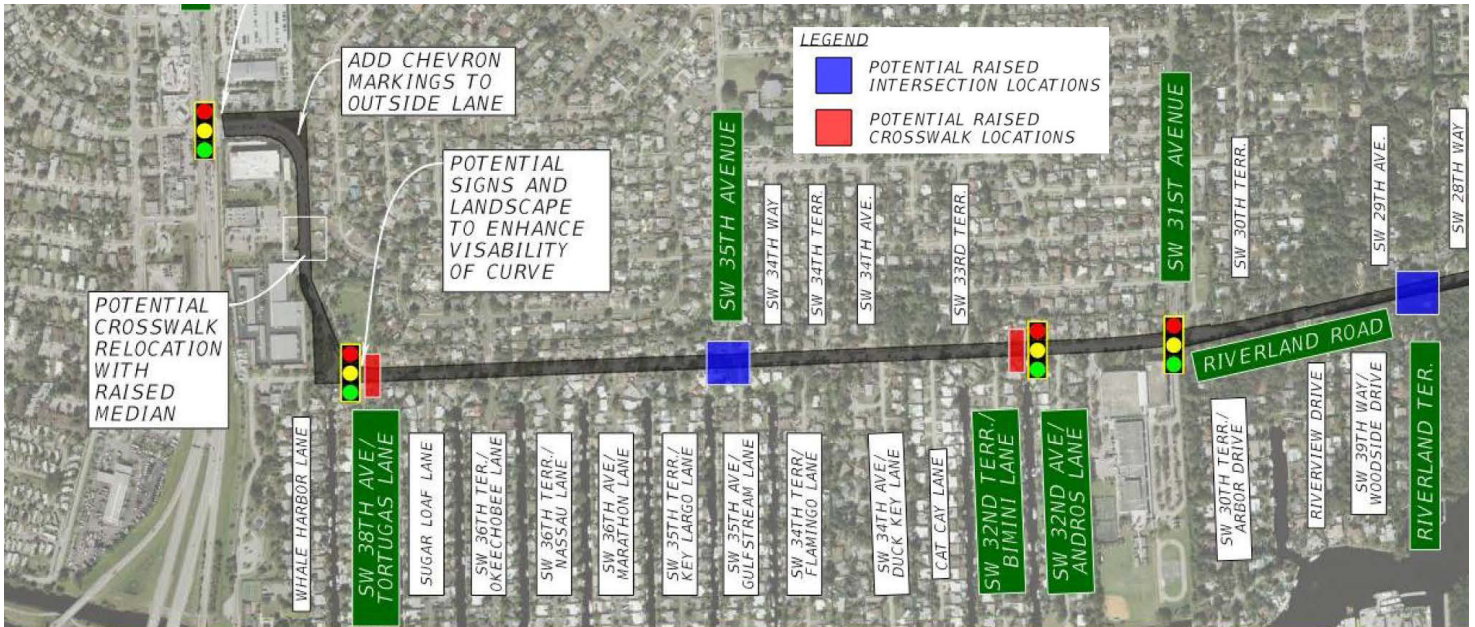 ADD CHEVRON
MARKINGS TO
OUTSIDE LANE
POTENTIAL
SIGNS AND
LANDSCAPE
TO ENHANCE
VISABILITY
OF CURVE
POTENTIAL
CROSSWALK
RELOCATION
WITH
RAISED
MEDIAN
LEGEND
POTENTIAL RAISED
INTERSECTION LOCATIONS
POTENTIAL RAISED
CROSSWALK LOCATIONS
SW 35TH AVENUE
SW 34TH WAY
SW 34TH TERR.
SW 34TH AVE.
SW 33RD TERR.
SW 31ST AVENUE
SW 30TH TERR.
SW 29TH AVE.
SW 28TH WAY
RIVERLAND ROAD
WHALE HARBOR LANE
SW 38TH AVE/
TORTUGAS LANE
SUGAR LOAF LANE
SW 36TH TER./
OKEECHOBEE LANE
SW 36TH TERR./
NASSAU LANE
SW 36TH AVE/
MARATHON LANE
SW 35TH TERR/
KEY LARGO LANE
SW 35TH AVE/
GULFSTREAM LANE
SW 34TH TERR/
FLAMINGO LANE
SW 34TH AVE/
DUCK KEY LANE
CAT CAY LANE
SW 32ND TERR./
BIMINI LANE
SW 32ND AVE/
ANDROS LANE
SW 30TH TERR./
ARBOR DRIVE
RIVERVIEW DRIVE
SW 39TH WAY/
WOODSIDE DRIVE
RIVERLAND TER.